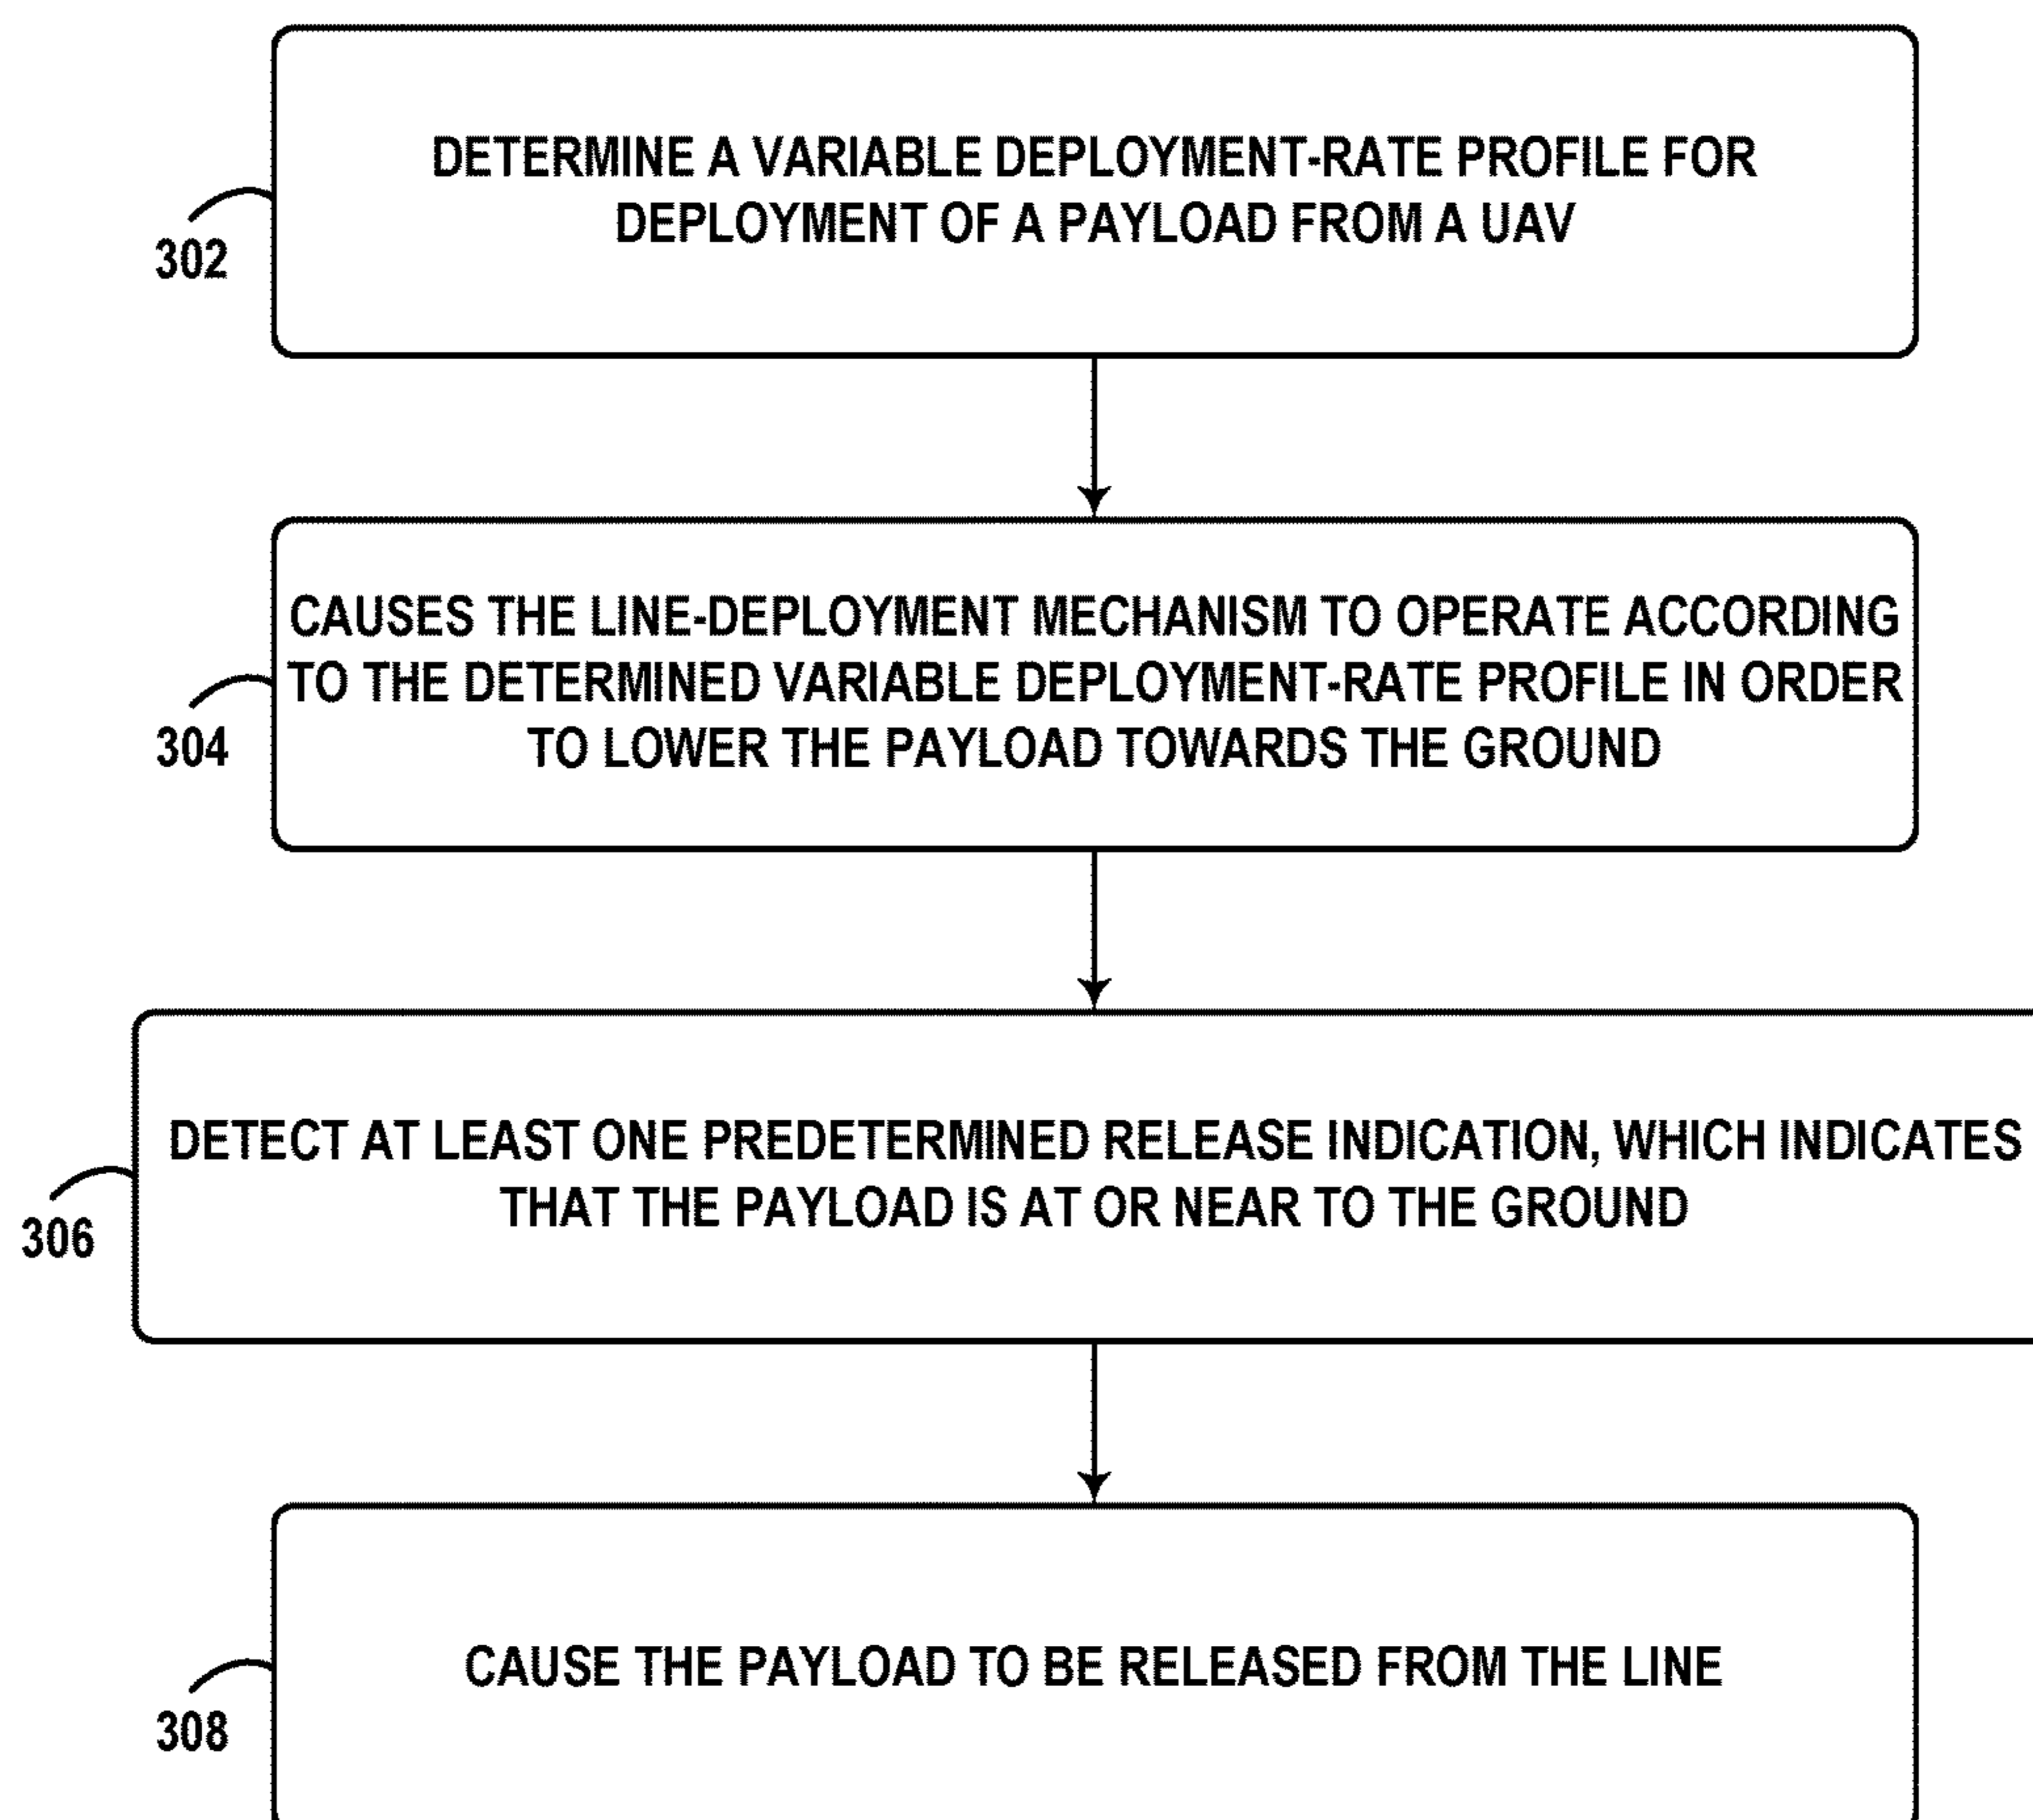 DETERMINE A VARIABLE DEPLOYMENT-RATE PROFILE FOR
DEPLOYMENT OF A PAYLOAD FROM A UAV
302
CAUSES THE LINE-DEPLOYMENT MECHANISM TO OPERATE ACCORDING
TO THE DETERMINED VARIABLE DEPLOYMENT-RATE PROFILE IN ORDER
TO LOWER THE PAYLOAD TOWARDS THE GROUND
304
DETECT AT LEAST ONE PREDETERMINED RELEASE INDICATION, WHICH INDICATES
THAT THE PAYLOAD IS AT OR NEAR TO THE GROUND
306
CAUSE THE PAYLOAD TO BE RELEASED FROM THE LINE
308